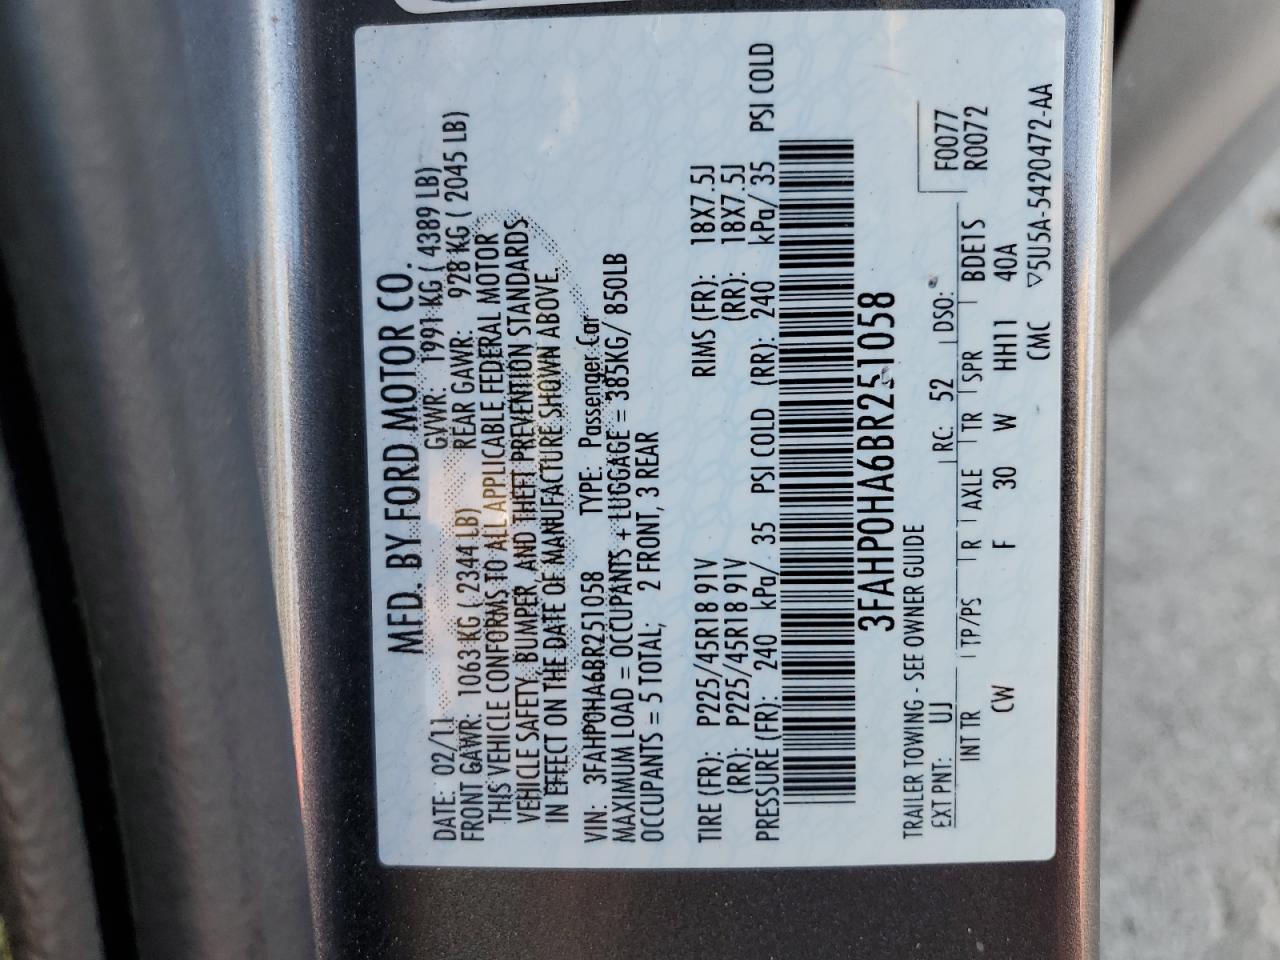 MFD. BY FORD MOTOR CO.
DATE: 02/11 GVWR: 1991 KG ( 4389 LB)
FRONT GAWR: 1063 KG ( 2344 LB) REAR GAWR: 928 KG ( 2045 LB)
THIS VEHICLE CONFORMS TO ALL APPLICABLE FEDERAL MOTOR
VEHICLE SAFETY, BUMPER, AND THEFT PREVENTION STANDARDS
IN EFFECT ON THE DATE OF MANUFACTURE SHOWN ABOVE.
VIN: 3FAHP0HA6BR251058 TYPE: Passenger Car
MAXIMUM LOAD = OCCUPANTS + LUGGAGE = 385KG/ 850LB
OCCUPANTS = 5 TOTAL; 2 FRONT, 3 REAR
TIRE (FR): P225/45R18 91V RIMS (FR): 18X7.5J
(RR): P225/45R18 91V (RR): 18X7.5J
PRESSURE (FR): 240 kPa/ 35 PSI COLD (RR): 240 kPa/ 35 PSI COLD
3FAHP0HA6BR251058
TRAILER TOWING - SEE OWNER GUIDE F0077
EXT PNT: UJ RC: 52 DSO: R0072
INT TR TP/PS R AXLE TR SPR BDE1S
CW F 30 W HH11 40A
CMC ▽5U5A-5420472-AA